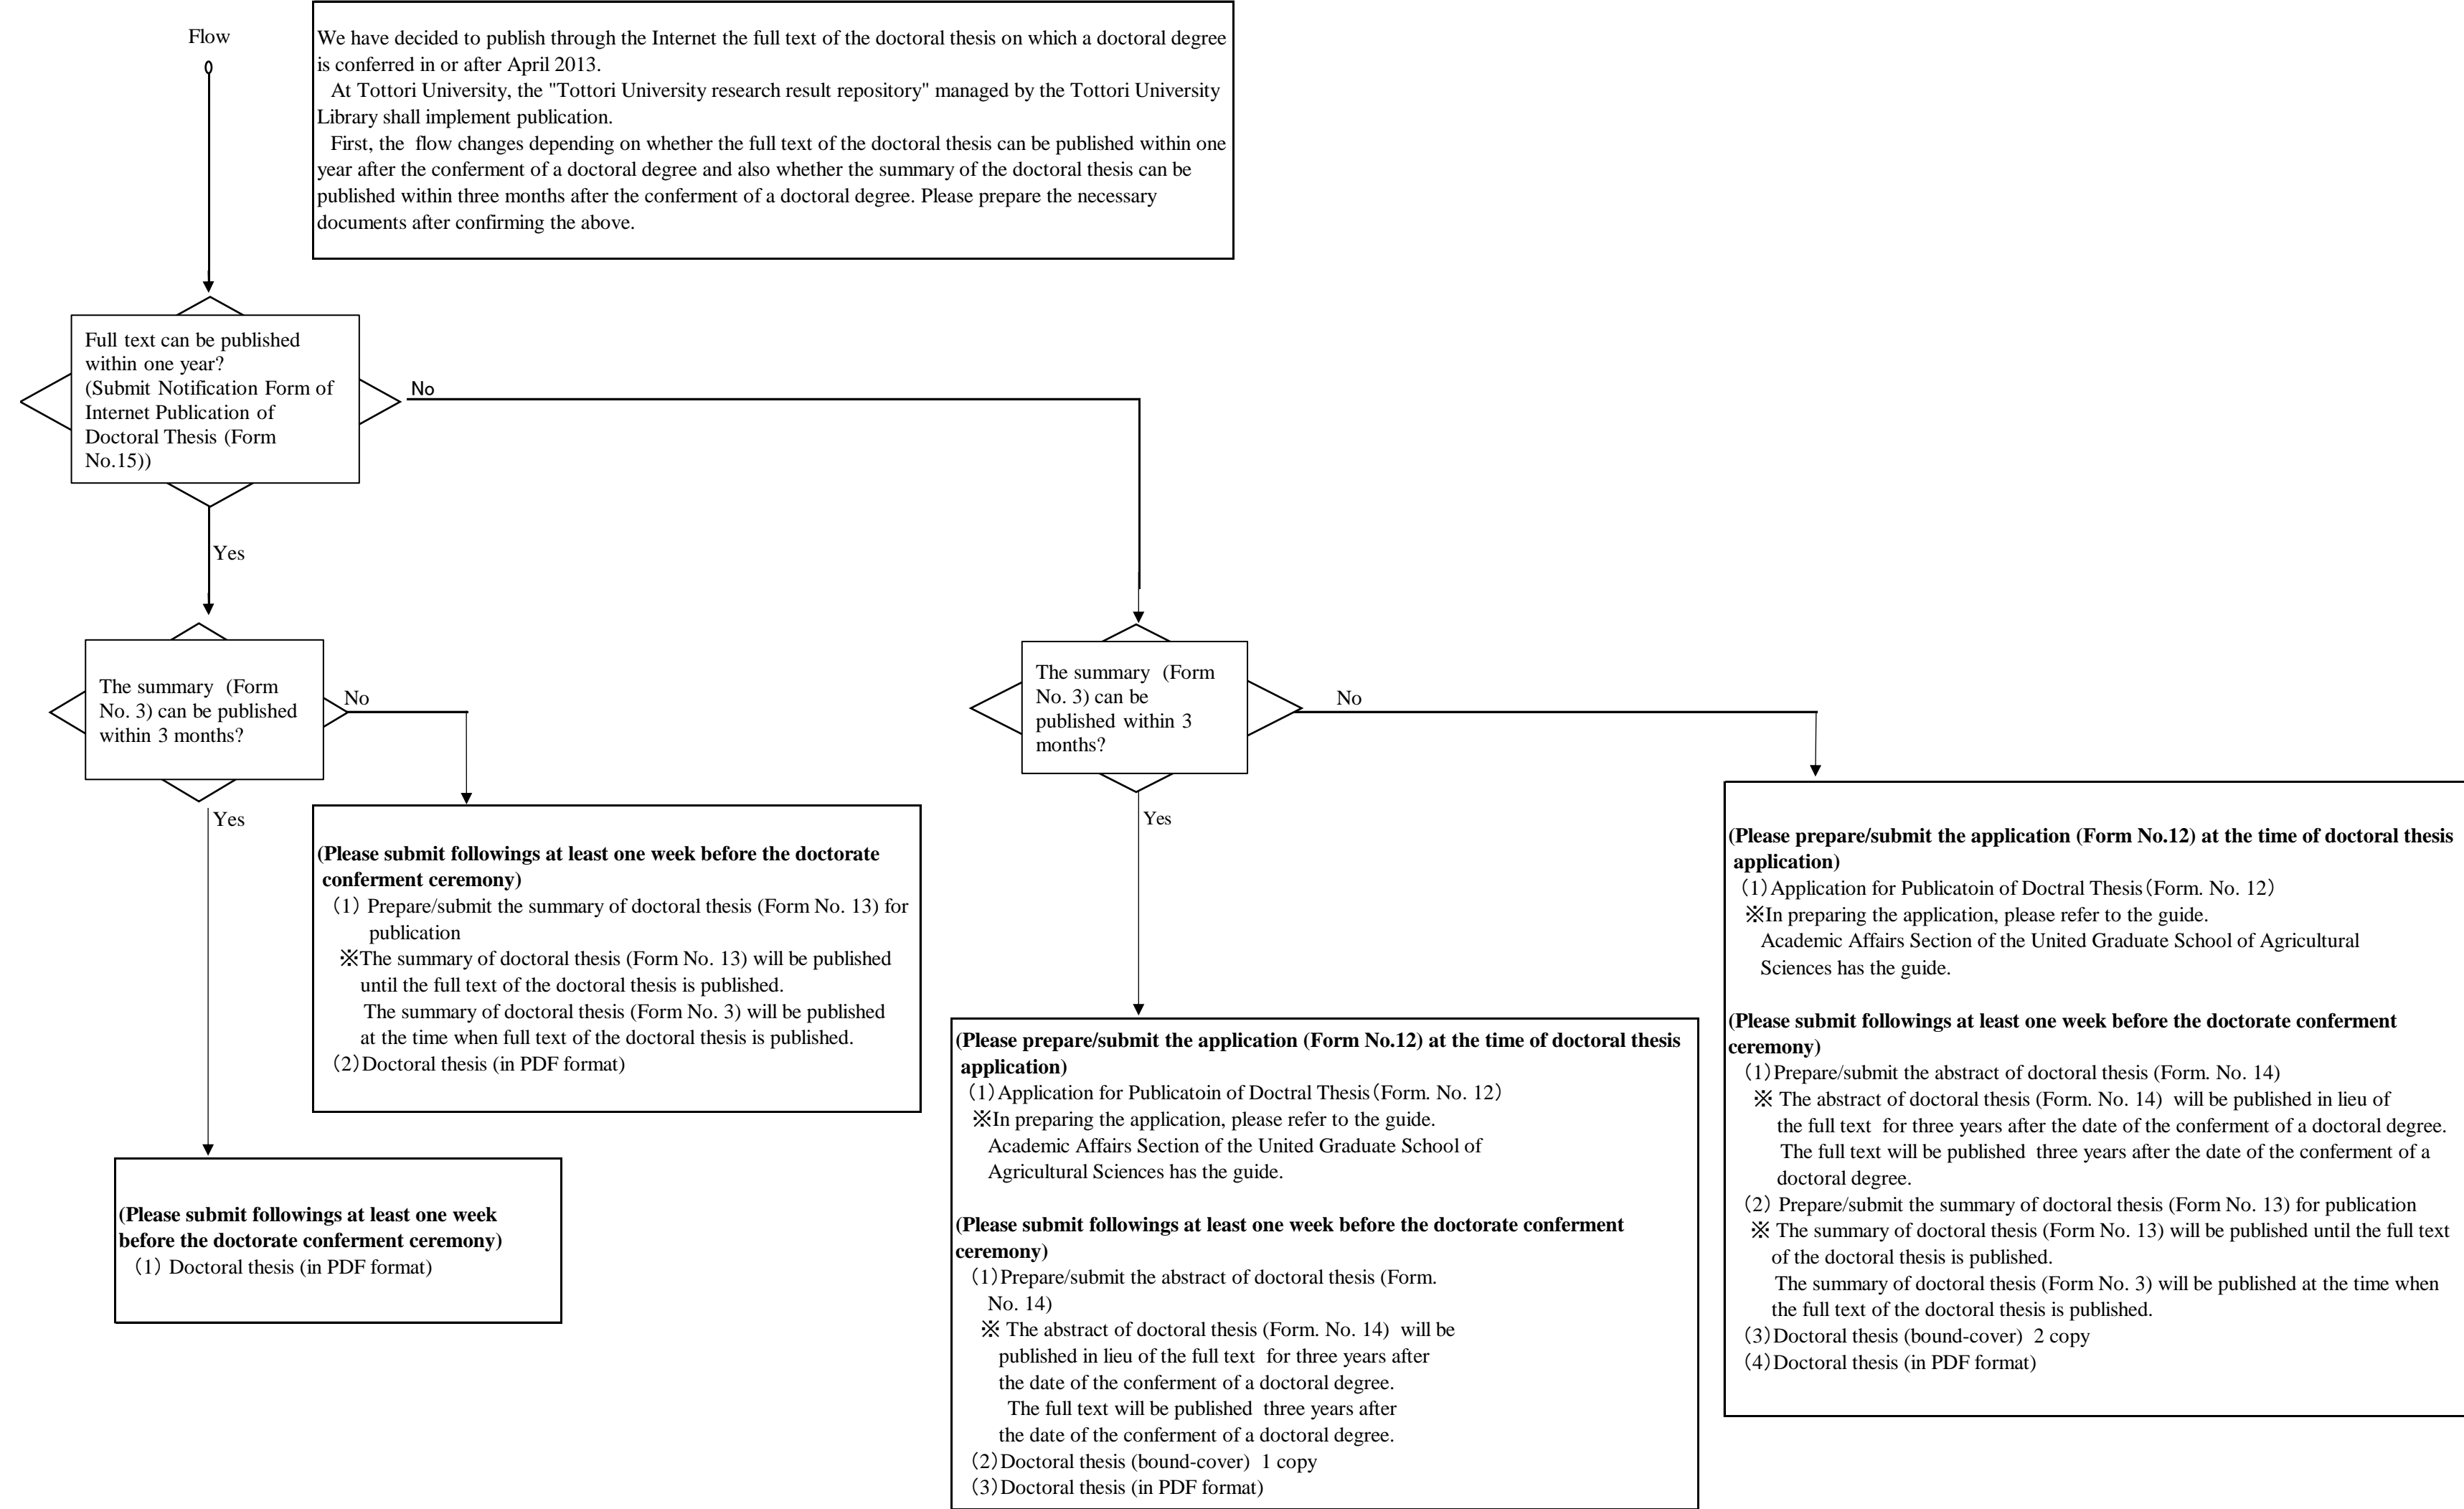 Flow
We have decided to publish through the Internet the full text of the doctoral thesis on which a doctoral degree
is conferred in or after April 2013.
At Tottori University, the "Tottori University research result repository" managed by the Tottori University
Library shall implement publication.
First, the flow changes depending on whether the full text of the doctoral thesis can be published within one
year after the conferment of a doctoral degree and also whether the summary of the doctoral thesis can be
published within three months after the conferment of a doctoral degree. Please prepare the necessary
documents after confirming the above.
Full text can be published
within one year?
(Submit Notification Form of
Internet Publication of
Doctoral Thesis (Form
No.15))
No
Yes
The summary (Form
No. 3) can be published
within 3 months?
No
Yes
(Please submit followings at least one week before the doctorate
conferment ceremony)
（1） Prepare/submit the summary of doctoral thesis (Form No. 13) for
publication
※The summary of doctoral thesis (Form No. 13) will be published
until the full text of the doctoral thesis is published.
The summary of doctoral thesis (Form No. 3) will be published
at the time when full text of the doctoral thesis is published.
（2）Doctoral thesis (in PDF format)
(Please submit followings at least one week
before the doctorate conferment ceremony)
（1） Doctoral thesis (in PDF format)
The summary (Form
No. 3) can be
published within 3
months?
No
Yes
(Please prepare/submit the application (Form No.12) at the time of doctoral thesis
application)
（1）Application for Publicatoin of Doctral Thesis（Form. No. 12）
※In preparing the application, please refer to the guide.
Academic Affairs Section of the United Graduate School of
Agricultural Sciences has the guide.
(Please submit followings at least one week before the doctorate conferment
ceremony)
（1）Prepare/submit the abstract of doctoral thesis (Form.
No. 14)
※ The abstract of doctoral thesis (Form. No. 14) will be
published in lieu of the full text for three years after
the date of the conferment of a doctoral degree.
The full text will be published three years after
the date of the conferment of a doctoral degree.
（2）Doctoral thesis (bound-cover) 1 copy
（3）Doctoral thesis (in PDF format)
(Please prepare/submit the application (Form No.12) at the time of doctoral thesis
application)
（1）Application for Publicatoin of Doctral Thesis（Form. No. 12）
※In preparing the application, please refer to the guide.
Academic Affairs Section of the United Graduate School of Agricultural
Sciences has the guide.
(Please submit followings at least one week before the doctorate conferment
ceremony)
（1）Prepare/submit the abstract of doctoral thesis (Form. No. 14)
※ The abstract of doctoral thesis (Form. No. 14) will be published in lieu of
the full text for three years after the date of the conferment of a doctoral degree.
The full text will be published three years after the date of the conferment of a
doctoral degree.
（2） Prepare/submit the summary of doctoral thesis (Form No. 13) for publication
※ The summary of doctoral thesis (Form No. 13) will be published until the full text
of the doctoral thesis is published.
The summary of doctoral thesis (Form No. 3) will be published at the time when
the full text of the doctoral thesis is published.
（3）Doctoral thesis (bound-cover) 2 copy
（4）Doctoral thesis (in PDF format)